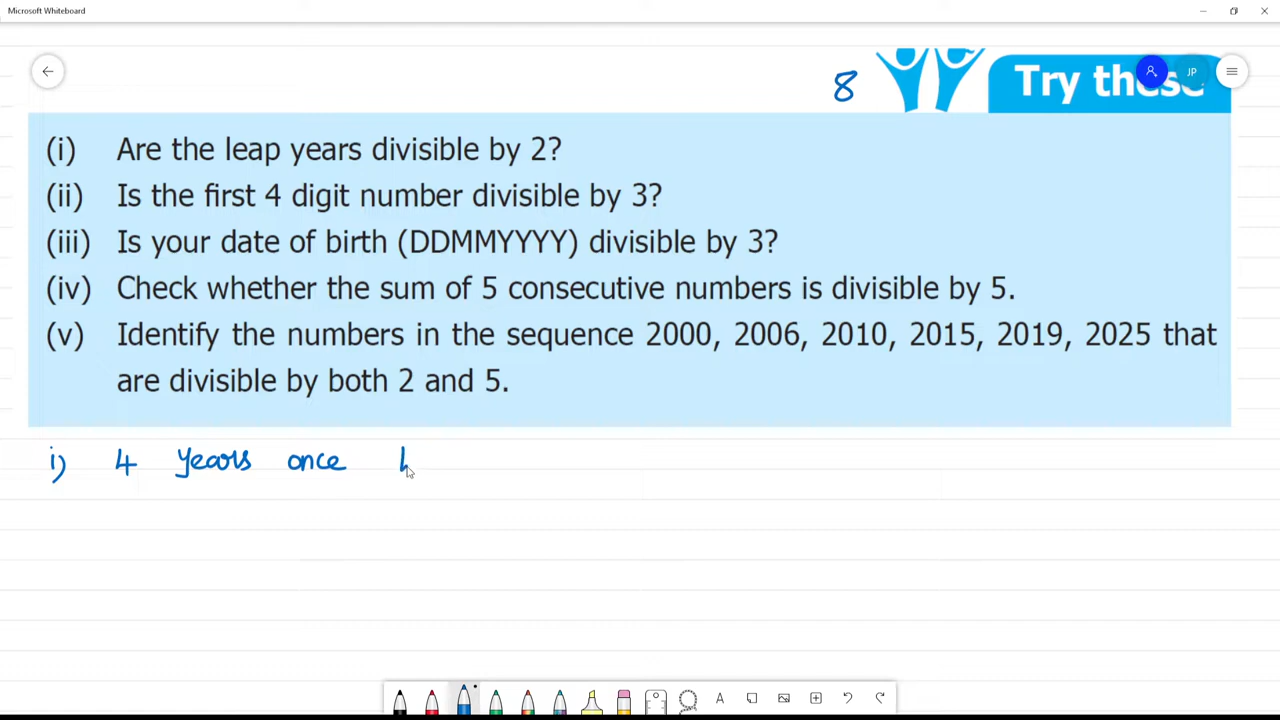 Microsoft Whiteboard
8
Try these
JP
(i) Are the leap years divisible by 2?
(ii) Is the first 4 digit number divisible by 3?
(iii) Is your date of birth (DDMMYYYY) divisible by 3?
(iv) Check whether the sum of 5 consecutive numbers is divisible by 5.
(v) Identify the numbers in the sequence 2000, 2006, 2010, 2015, 2019, 2025 that
are divisible by both 2 and 5.
i) 4 years once
A